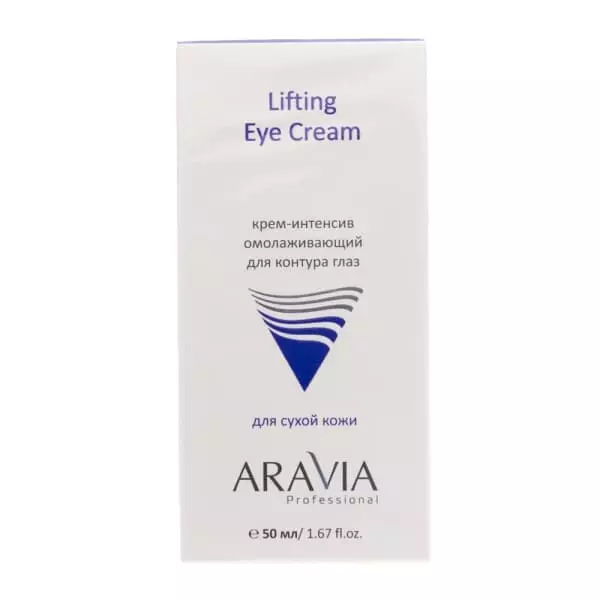 Lifting
Eye Cream
крем-интенсив
омолаживающий
для контура глаз
для сухой кожи
ARAVIA
Professional
℮ 50 мл/ 1.67 fl.oz.